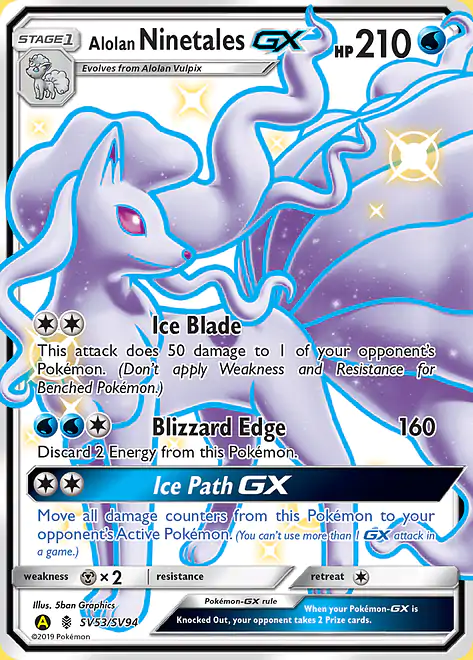 STAGE 1 Alolan Ninetales GX HP 210
Evolves from Alolan Vulpix
Ice Blade
This attack does 50 damage to 1 of your opponent's
Pokémon. (Don't apply Weakness and Resistance for
Benched Pokémon.)
Blizzard Edge 160
Discard 2 Energy from this Pokémon.
Ice Path GX
Move all damage counters from this Pokémon to your
opponent's Active Pokémon. (You can't use more than 1 GX attack in
a game.)
weakness ×2 resistance retreat
Illus. 5ban Graphics
Pokémon-GX rule
When your Pokémon-GX is
Knocked Out, your opponent takes 2 Prize cards.
A SV53/SV94
©2019 Pokémon